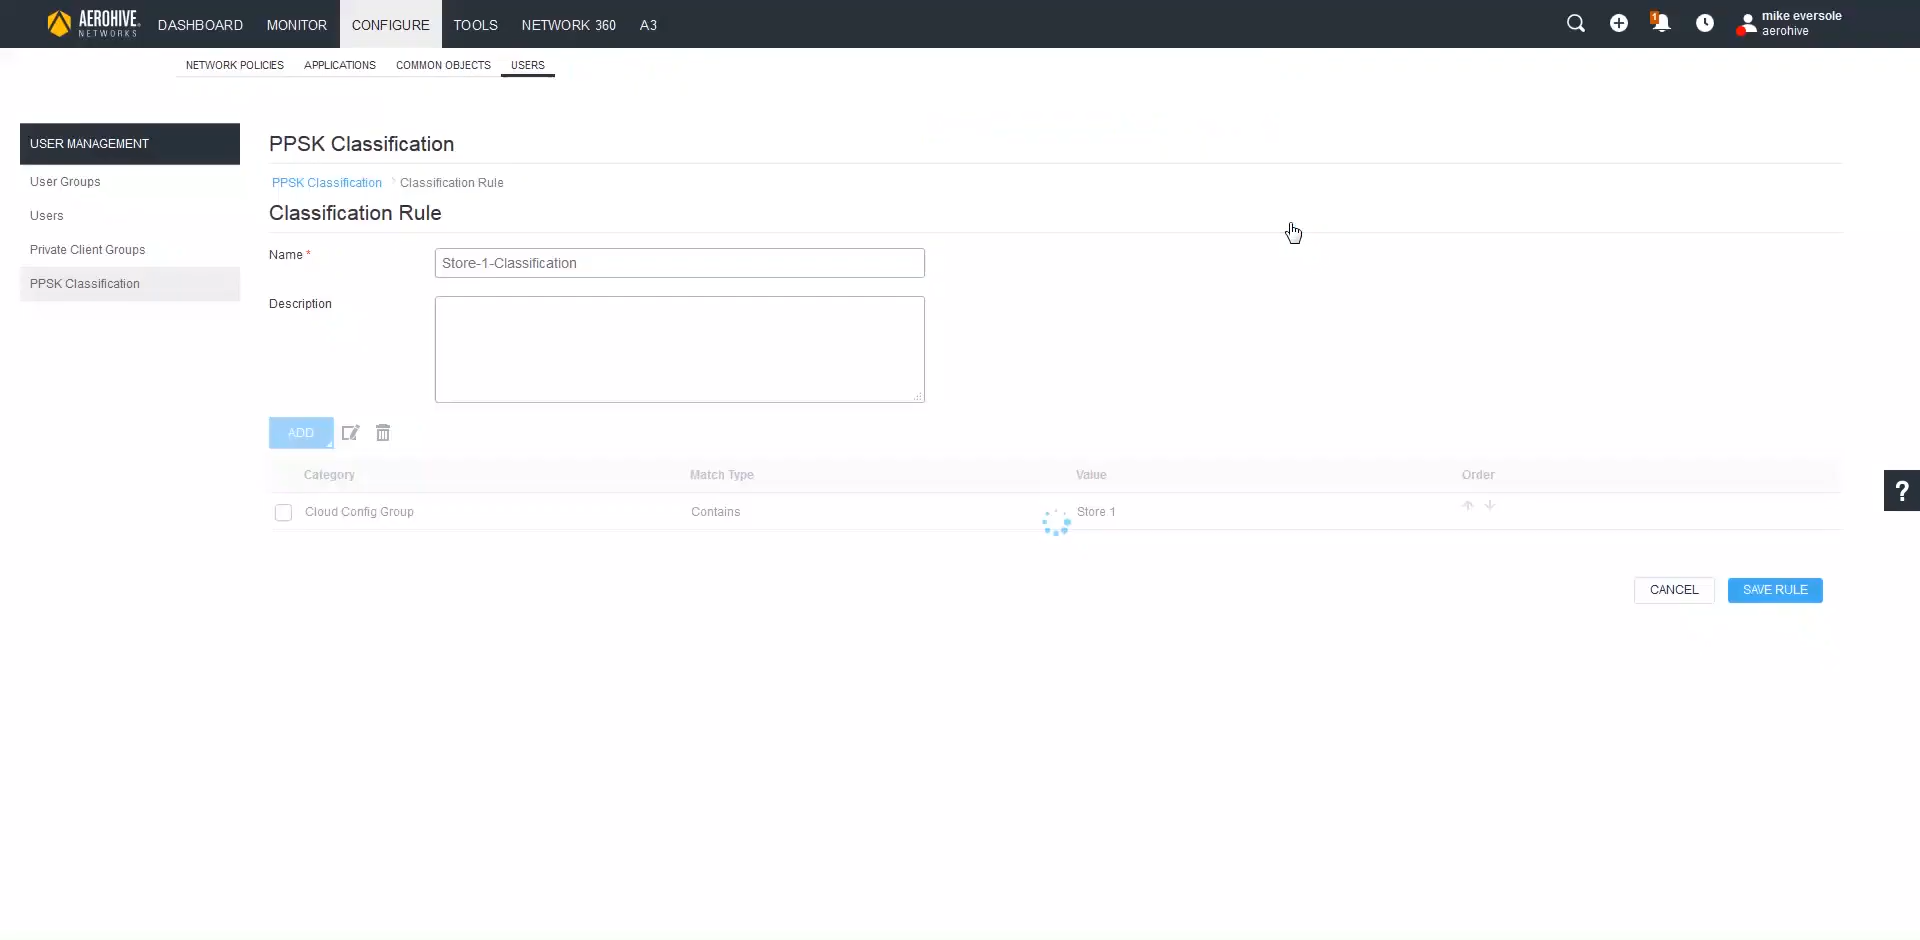 AEROHIVE
NETWORKS
DASHBOARD
MONITOR
CONFIGURE
TOOLS
NETWORK 360
A3
1
mike eversole
aerohive
NETWORK POLICIES
APPLICATIONS
COMMON OBJECTS
USERS
USER MANAGEMENT
User Groups
Users
Private Client Groups
PPSK Classification
PPSK Classification
PPSK Classification > Classification Rule
Classification Rule
Name *
Store-1-Classification
Description
ADD
Category Match Type Value Order
Cloud Config Group Contains Store 1
?
CANCEL
SAVE RULE